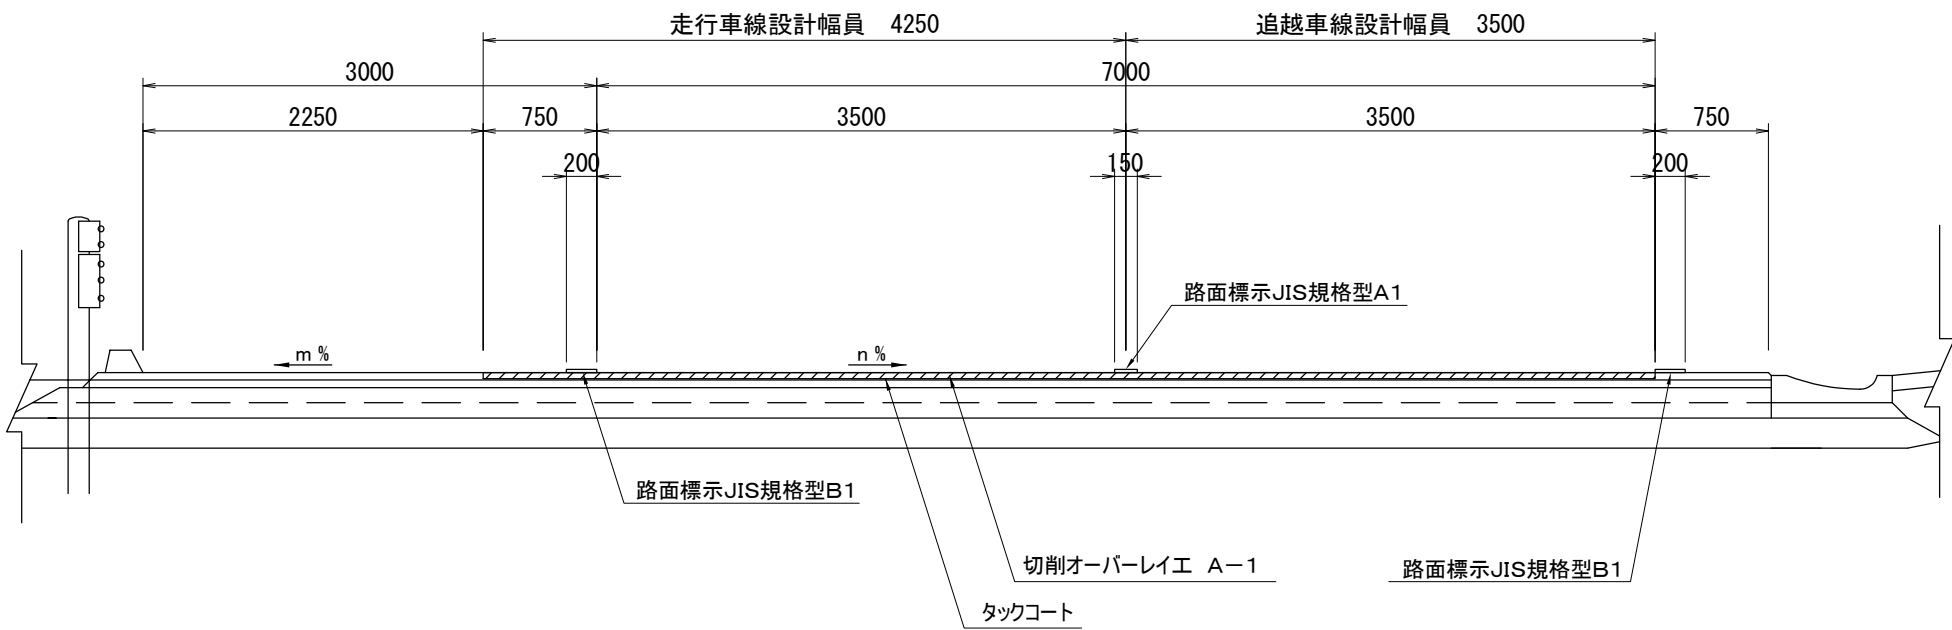 走行車線設計幅員 4250
追越車線設計幅員 3500
3000
7000
2250
750
3500
3500
750
200
150
200
路面標示JIS規格型A1
m %
n %
路面標示JIS規格型B1
切削オーバーレイエ A-1
路面標示JIS規格型B1
タックコート